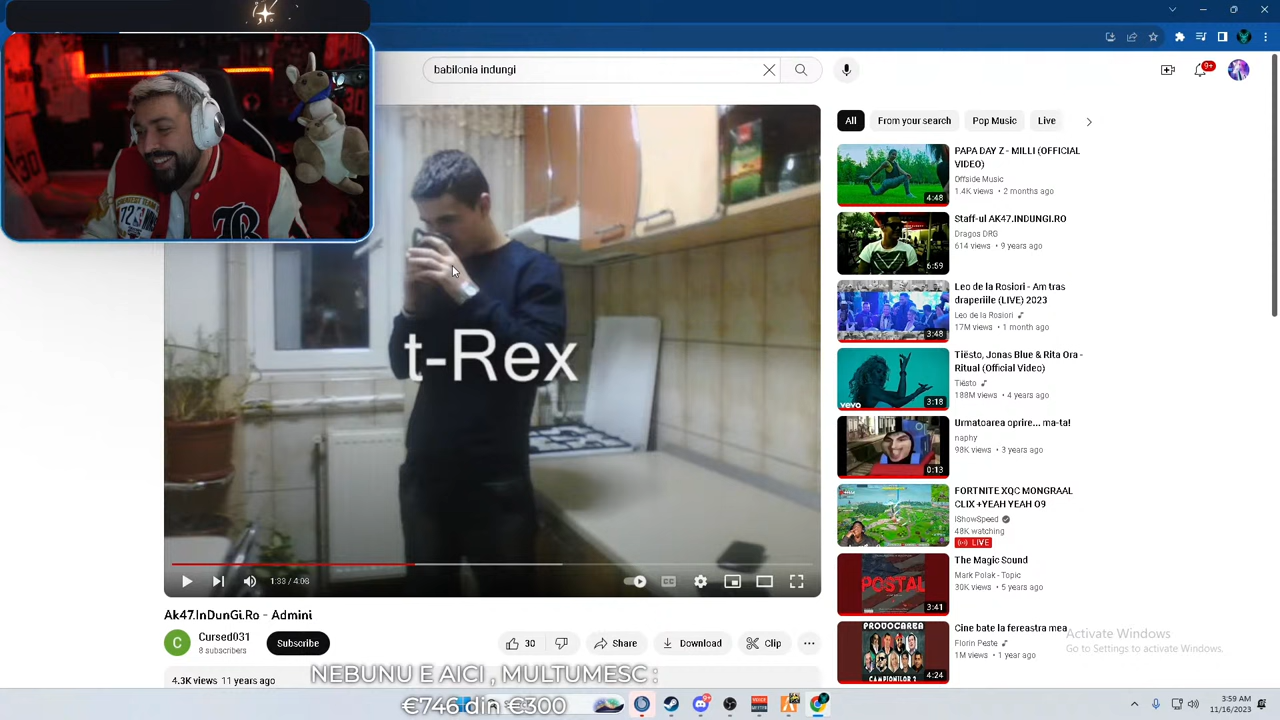 babilonia indungi
9+
t-Rex
1:33 / 4:06
Ak47.InDunGi.Ro - Admini
C
Cursed031
8 subscribers
Subscribe
30
Share
Download
Clip
4.3K views 11 years ago
NEBUNU E AICI , MULTUMESC :
€746 din €300
All
From your search
Pop Music
Live
PAPA DAY Z - MILLI (OFFICIAL
VIDEO)
Offside Music
1.4K views • 2 months ago
4:48
Staff-ul AK47.INDUNGI.RO
Dragos DRG
614 views • 9 years ago
6:59
Leo de la Rosiori - Am tras
draperiile (LIVE) 2023
Leo de la Rosiori
17M views • 1 month ago
3:48
Tiësto, Jonas Blue & Rita Ora -
Ritual (Official Video)
Tiësto
188M views • 4 years ago
vevo
3:18
Urmatoarea oprire... ma-ta!
naphy
98K views • 3 years ago
0:13
FORTNITE XQC MONGRAAL
CLIX +YEAH YEAH 09
IShowSpeed
48K watching
LIVE
The Magic Sound
Mark Polak - Topic
30K views • 5 years ago
POSTAL
3:41
Cine bate la fereastra mea
Florin Peste
1M views • 1 year ago
PROVOCAREA
CAMPIONILOR 2
4:24
Activate Windows
Go to Settings to activate Windows.
9+
3:59 AM
11/16/2023